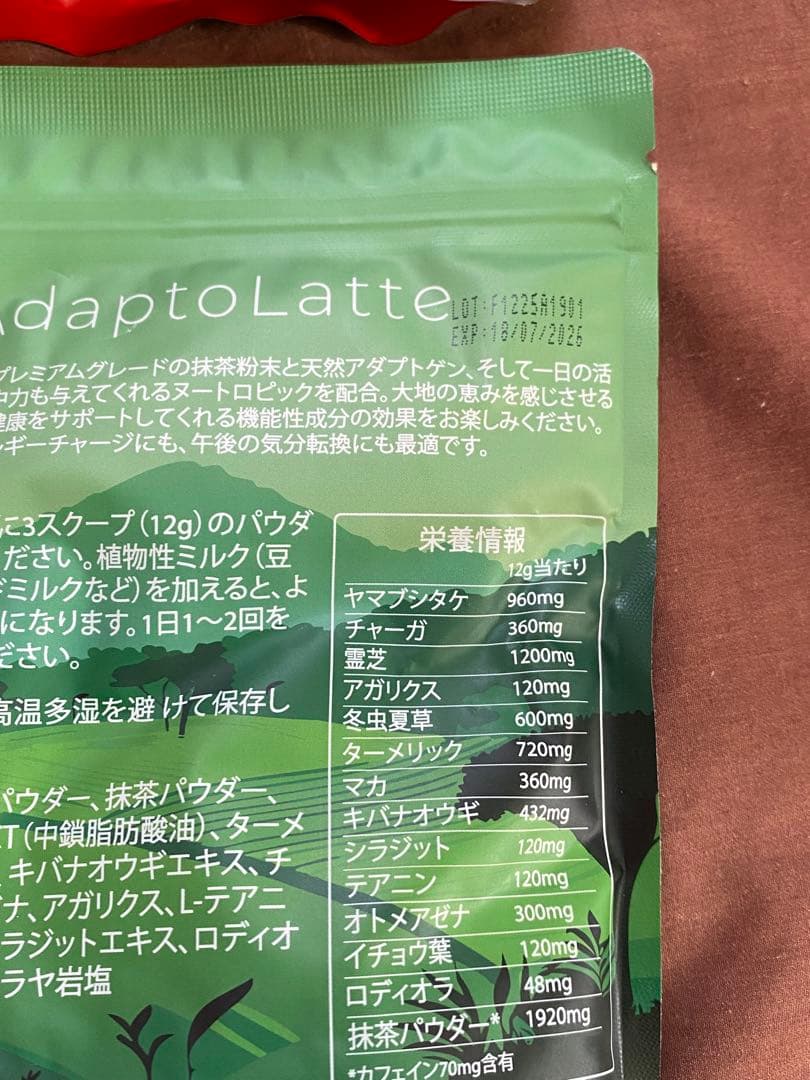 AdaptoLatte
LOT:F1225A1901
EXP:18/07/2026
プレミアムグレードの抹茶粉末と天然アダプトゲン、そして一日の活
中力も与えてくれるヌートロピックを配合。大地の恵みを感じさせる
健康をサポートしてくれる機能性成分の効果をお楽しみください。
ルギーチャージにも、午後の気分転換にも最適です。
に3スクープ(12g)のパウダ
ください。植物性ミルク(豆
ドミルクなど)を加えると、よ
になります。1日1〜2回を
ださい。
高温多湿を避けて保存し
パウダー、抹茶パウダー、
T(中鎖脂肪酸油)、ターメ
キバナオウギエキス、チ
ナ、アガリクス、L-テアニ
ラジットエキス、ロディオ
ラヤ岩塩
栄養情報
12g当たり
ヤマブシタケ 960mg
チャーガ 360mg
霊芝 1200mg
アガリクス 120mg
冬虫夏草 600mg
ターメリック 720mg
マカ 360mg
キバナオウギ 432mg
シラジット 120mg
テアニン 120mg
オトメアゼナ 300mg
イチョウ葉 120mg
ロディオラ 48mg
抹茶パウダー* 1920mg
*カフェイン70mg含有